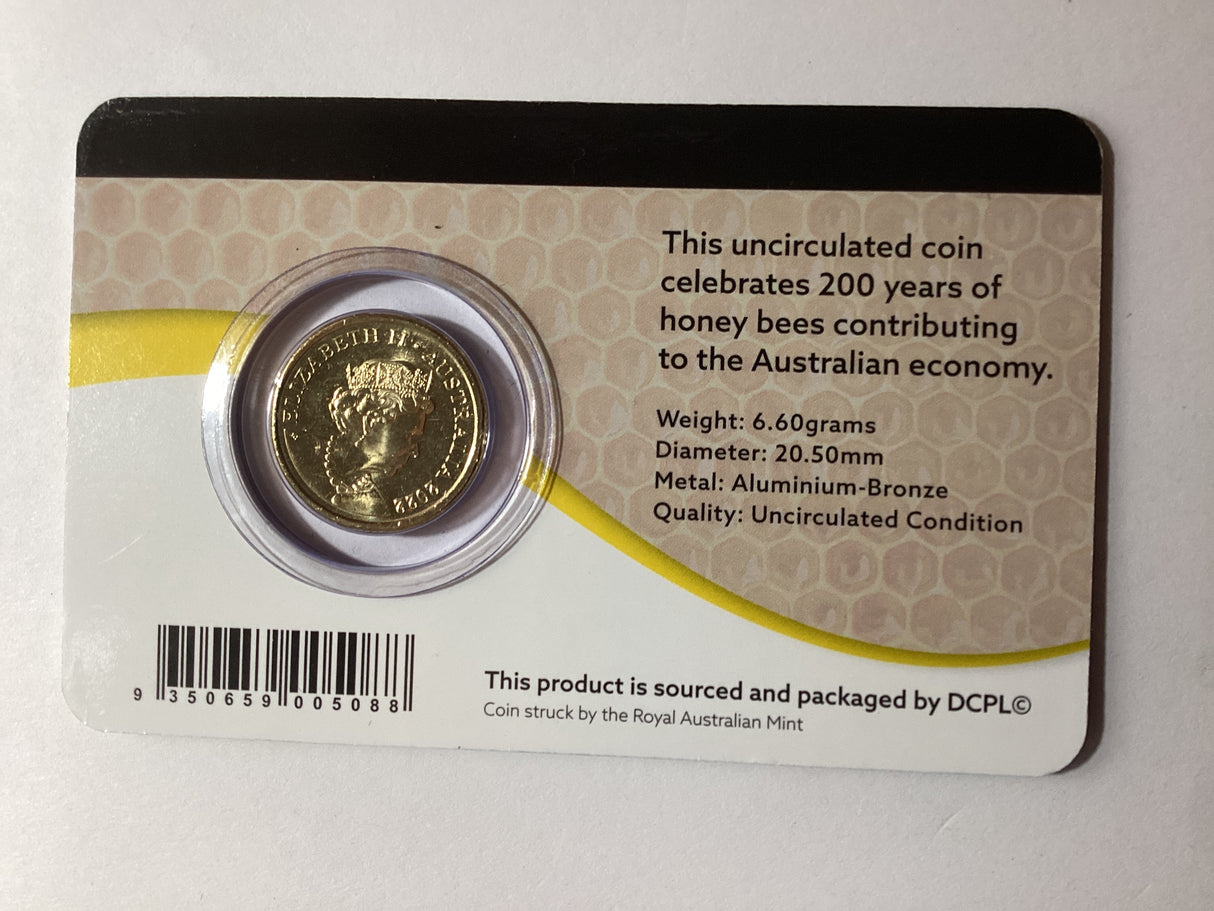 This uncirculated coin
celebrates 200 years of
honey bees contributing
to the Australian economy.
Weight: 6.60grams
Diameter: 20.50mm
Metal: Aluminium-Bronze
Quality: Uncirculated Condition
ELIZABETH·II·AUSTRALIA 2022
9 350659 005088
This product is sourced and packaged by DCPL©
Coin struck by the Royal Australian Mint